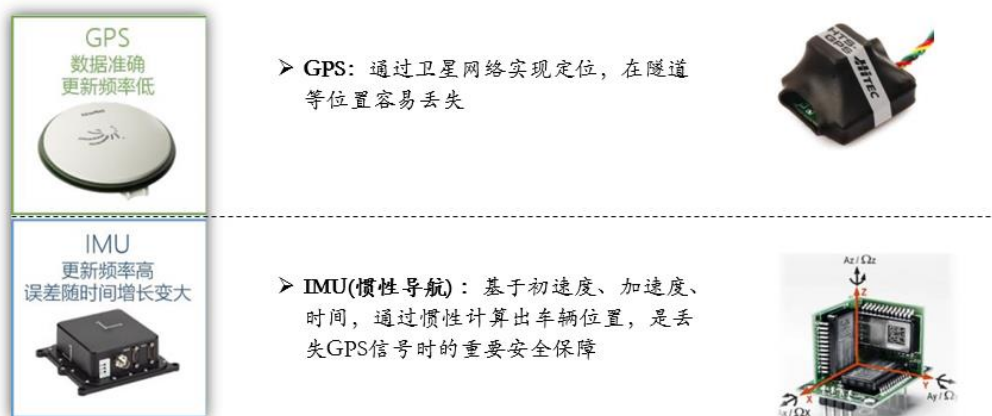 GPS
数据准确
更新频率低
➢ GPS：通过卫星网络实现定位，在隧道
等位置容易丢失
HTS-
GPS
HiTEC
IMU
更新频率高
误差随时间增长变大
➢ IMU(惯性导航)：基于初速度、加速度、
时间，通过惯性计算出车辆位置，是丢
失GPS信号时的重要安全保障
Az / Ωz
Z
X
Y
Ay / Ω
/ Ωx